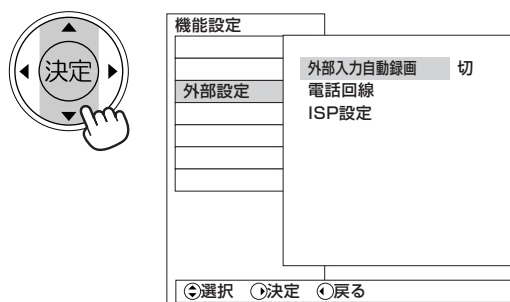 決定
機能設定
外部設定
外部入力自動録画 切
電話回線
ISP設定
選択 決定 戻る